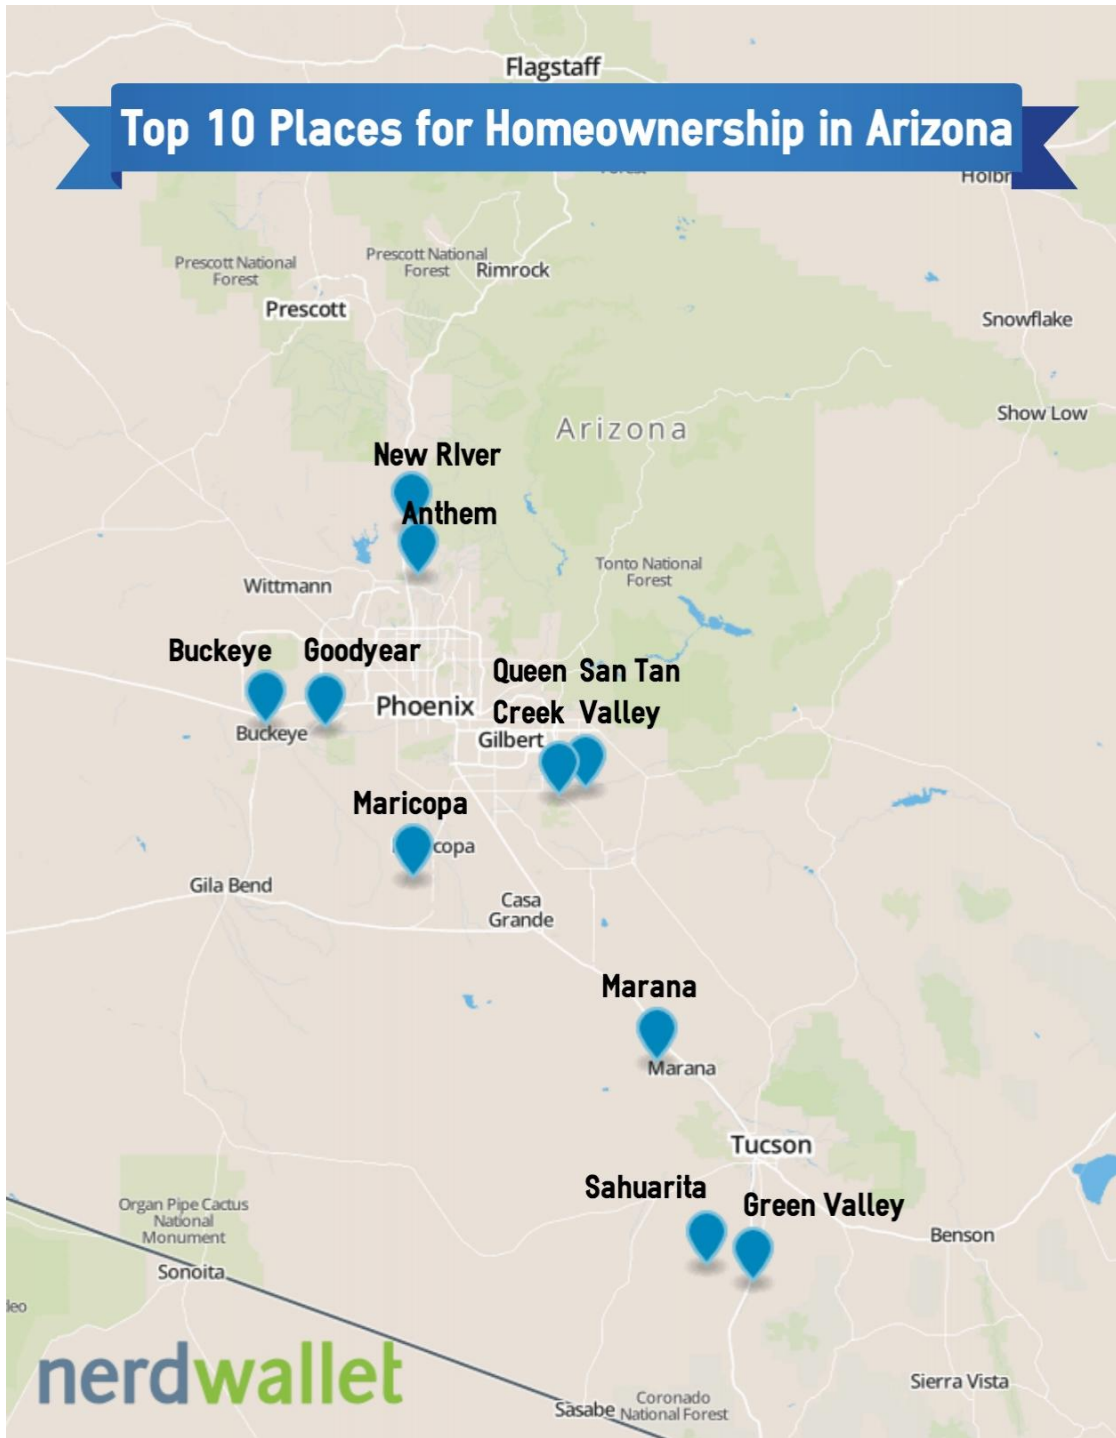 Flagstaff
Top 10 Places for Homeownership in Arizona
Prescott National
Forest
Prescott National
Forest
Rimrock
Prescott
Snowflake
Show Low
Arizona
New RIver
Anthem
Tonto National
Forest
Wittmann
Buckeye
Goodyear
Queen
Creek
San Tan
Valley
Phoenix
Gilbert
Buckeye
Maricopa
copa
Gila Bend
Casa
Grande
Marana
Marana
Tucson
Sahuarita
Green Valley
Organ Pipe Cactus
National
Monument
Benson
Sonoita
nerdwallet
Sierra Vista
Coronado
National Forest
Sasabe